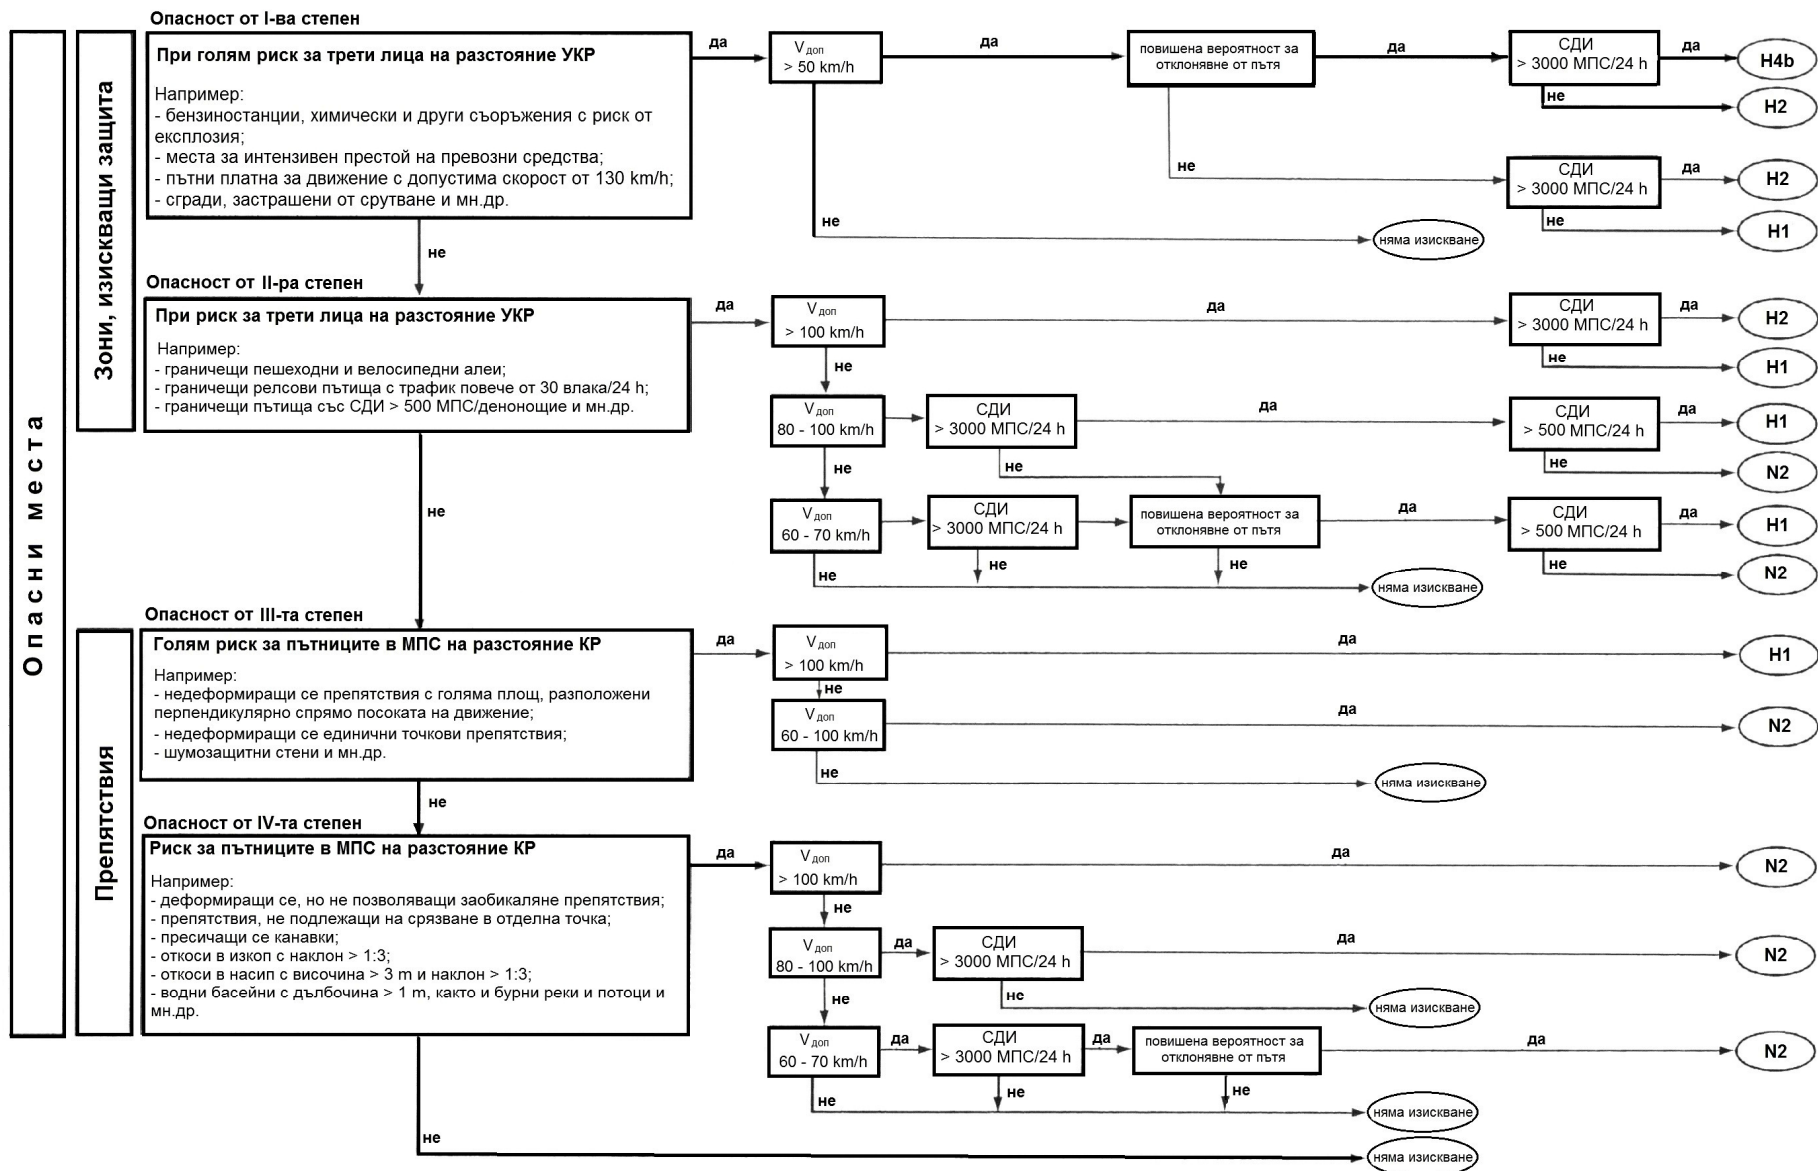 Опасни места
Зони, изискващи защита
Опасност от I-ва степен
При голям риск за трети лица на разстояние УКР
Например:
- бензиностанции, химически и други съоръжения с риск от
експлозия;
- места за интензивен престой на превозни средства;
- пътни платна за движение с допустима скорост от 130 km/h;
- сгради, застрашени от срутване и мн.др.
да
V доп
> 50 km/h
да
повишена вероятност за
отклонявне от пътя
да
СДИ
> 3000 МПС/24 h
да
H4b
не
H2
не
СДИ
> 3000 МПС/24 h
да
H2
не
H1
не
няма изискване
не
Опасност от II-ра степен
При риск за трети лица на разстояние УКР
Например:
- граничещи пешеходни и велосипедни алеи;
- граничещи релсови пътища с трафик повече от 30 влака/24 h;
- граничещи пътища със СДИ > 500 МПС/денонощие и мн.др.
да
V доп
> 100 km/h
да
СДИ
> 3000 МПС/24 h
да
H2
не
H1
не
V доп
80 - 100 km/h
СДИ
> 3000 МПС/24 h
да
СДИ
> 500 МПС/24 h
да
H1
не
N2
не
не
V доп
60 - 70 km/h
СДИ
> 3000 МПС/24 h
повишена вероятност за
отклонявне от пътя
да
СДИ
> 500 МПС/24 h
да
H1
не
N2
не
не
не
няма изискване
не
Препятствия
Опасност от III-та степен
Голям риск за пътниците в МПС на разстояние КР
Например:
- недеформиращи се препятствия с голяма площ, разположени
перпендикулярно спрямо посоката на движение;
- недеформиращи се единични точкови препятствия;
- шумозащитни стени и мн.др.
да
V доп
> 100 km/h
да
H1
не
V доп
60 - 100 km/h
да
N2
не
няма изискване
не
Опасност от IV-та степен
Риск за пътниците в МПС на разстояние КР
Например:
- деформиращи се, но не позволяващи заобикаляне препятствия;
- препятствия, не подлежащи на срязване в отделна точка;
- пресичащи се канавки;
- откоси в изкоп с наклон > 1:3;
- откоси в насип с височина > 3 m и наклон > 1:3;
- водни басейни с дълбочина > 1 m, както и бурни реки и потоци и
мн.др.
да
V доп
> 100 km/h
да
N2
не
V доп
80 - 100 km/h
да
СДИ
> 3000 МПС/24 h
да
N2
не
няма изискване
не
V доп
60 - 70 km/h
да
СДИ
> 3000 МПС/24 h
да
повишена вероятност за
отклонявне от пътя
да
N2
не
не
не
няма изискване
не
няма изискване